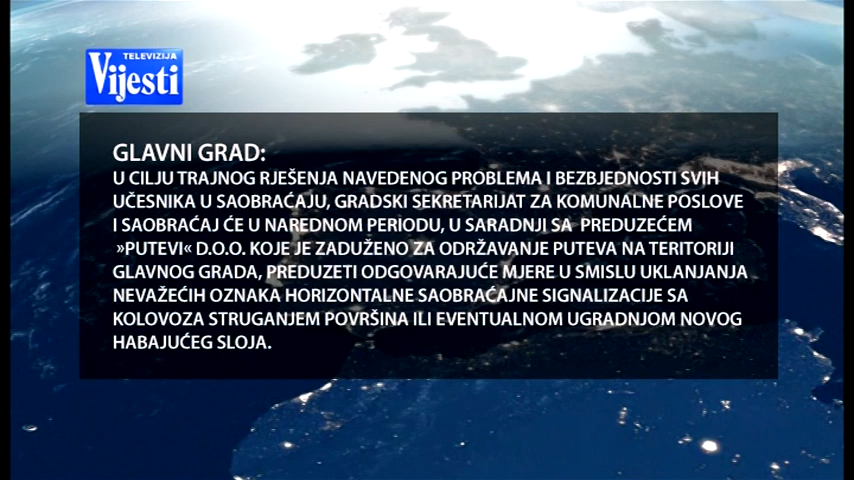 TELEVIZIJA
Vijesti
GLAVNI GRAD:
U CILJU TRAJNOG RJEŠENJA NAVEDENOG PROBLEMA I BEZBJEDNOSTI SVIH
UČESNIKA U SAOBRAĆAJU, GRADSKI SEKRETARIJAT ZA KOMUNALNE POSLOVE
I SAOBRAĆAJ ĆE U NAREDNOM PERIODU, U SARADNJI SA PREDUZEĆEM
»PUTEVI« D.O.O. KOJE JE ZADUŽENO ZA ODRŽAVANJE PUTEVA NA TERITORIJI
GLAVNOG GRADA, PREDUZETI ODGOVARAJUĆE MJERE U SMISLU UKLANJANJA
NEVAŽEĆIH OZNAKA HORIZONTALNE SAOBRAĆAJNE SIGNALIZACIJE SA
KOLOVOZA STRUGANJEM POVRŠINA ILI EVENTUALNOM UGRADNJOM NOVOG
HABAJUĆEG SLOJA.